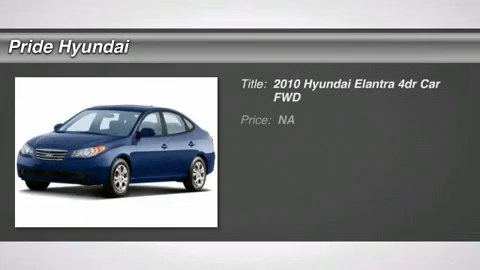 Pride Hyundai
Title: 2010 Hyundai Elantra 4dr Car
FWD
Price: NA